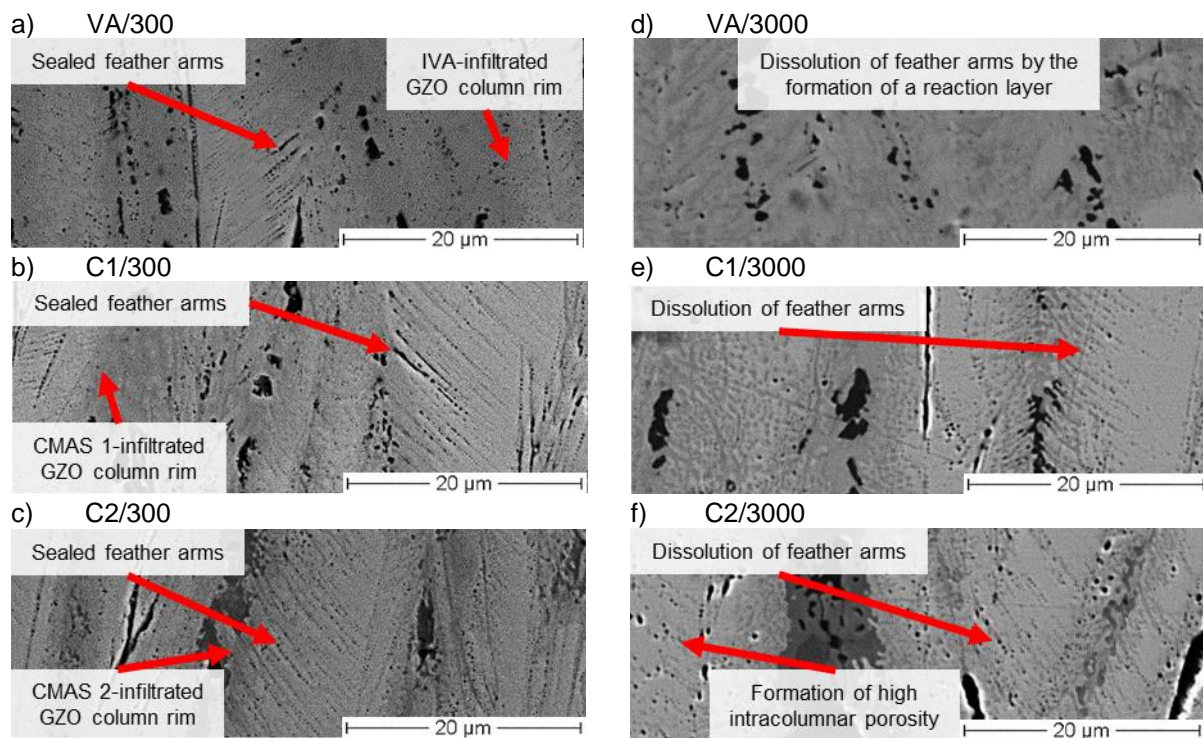 a) VA/300
Sealed feather arms
IVA-infiltrated
GZO column rim
20 µm
b) C1/300
Sealed feather arms
CMAS 1-infiltrated
GZO column rim
20 µm
c) C2/300
Sealed feather arms
CMAS 2-infiltrated
GZO column rim
20 µm
d) VA/3000
Dissolution of feather arms by the
formation of a reaction layer
20 µm
e) C1/3000
Dissolution of feather arms
20 µm
f) C2/3000
Dissolution of feather arms
Formation of high
intracolumnar porosity
20 µm